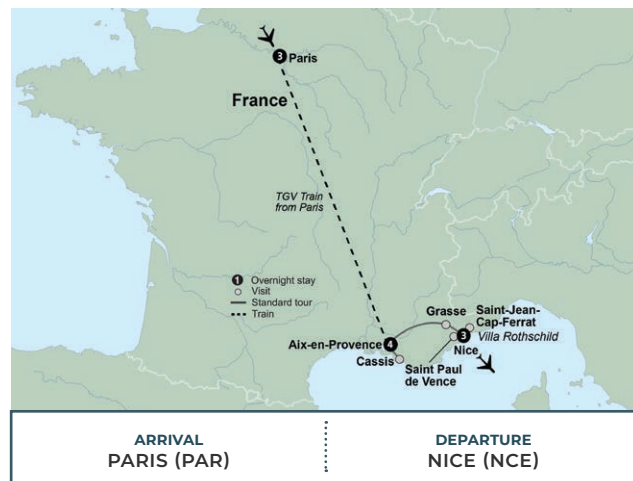 3 Paris
France
TGV Train
from Paris
1 Overnight stay
Visit
Standard tour
Train
Grasse
Saint-Jean-
Cap-Ferrat
Villa Rothschild
Aix-en-Provence 4
3
Nice
Cassis
Saint Paul
de Vence
ARRIVAL
PARIS (PAR)
DEPARTURE
NICE (NCE)